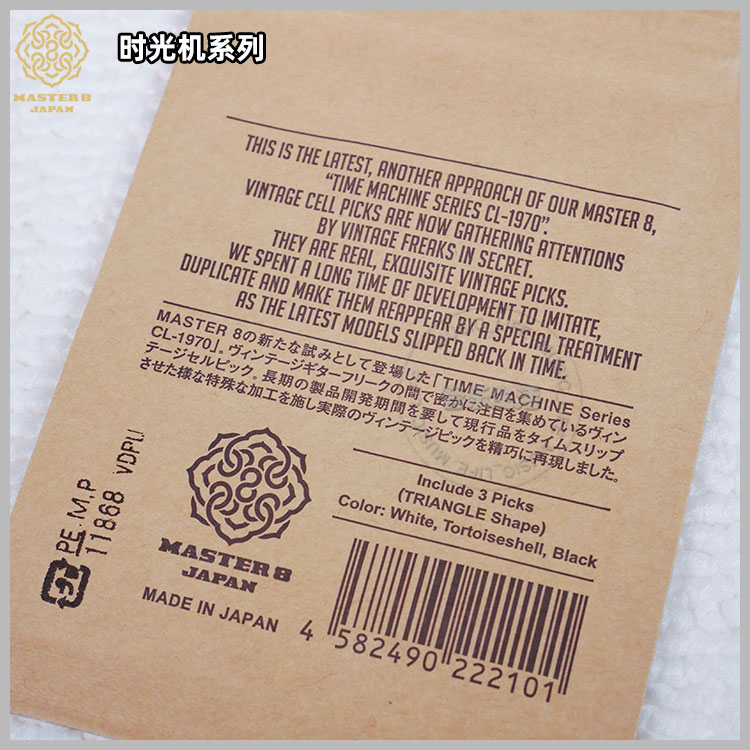 MASTER 8
JAPAN
时光机系列
THIS IS THE LATEST, ANOTHER APPROACH OF OUR MASTER 8,
"TIME MACHINE SERIES CL-1970".
VINTAGE CELL PICKS ARE NOW GATHERING ATTENTIONS
BY VINTAGE FREAKS IN SECRET.
THEY ARE REAL, EXQUISITE VINTAGE PICKS.
WE SPENT A LONG TIME OF DEVELOPMENT TO IMITATE,
DUPLICATE AND MAKE THEM REAPPEAR BY A SPECIAL TREATMENT
AS THE LATEST MODELS SLIPPED BACK IN TIME.
MASTER 8の新たな試みとして登場した「TIME MACHINE Series
CL-1970」。ヴィンテージギターフリークの間で密かに注目を集めているヴィン
テージセルピック。長期の製品開発期間を要して現行品をタイムスリップ
させた様な特殊な加工を施し実際のヴィンテージピックを精巧に再現しました。
Include 3 Picks
(TRIANGLE Shape)
Color: White, Tortoiseshell, Black
MASTER 8
JAPAN
MADE IN JAPAN
4 582490 222101
PE・M,P
11868 VDPU